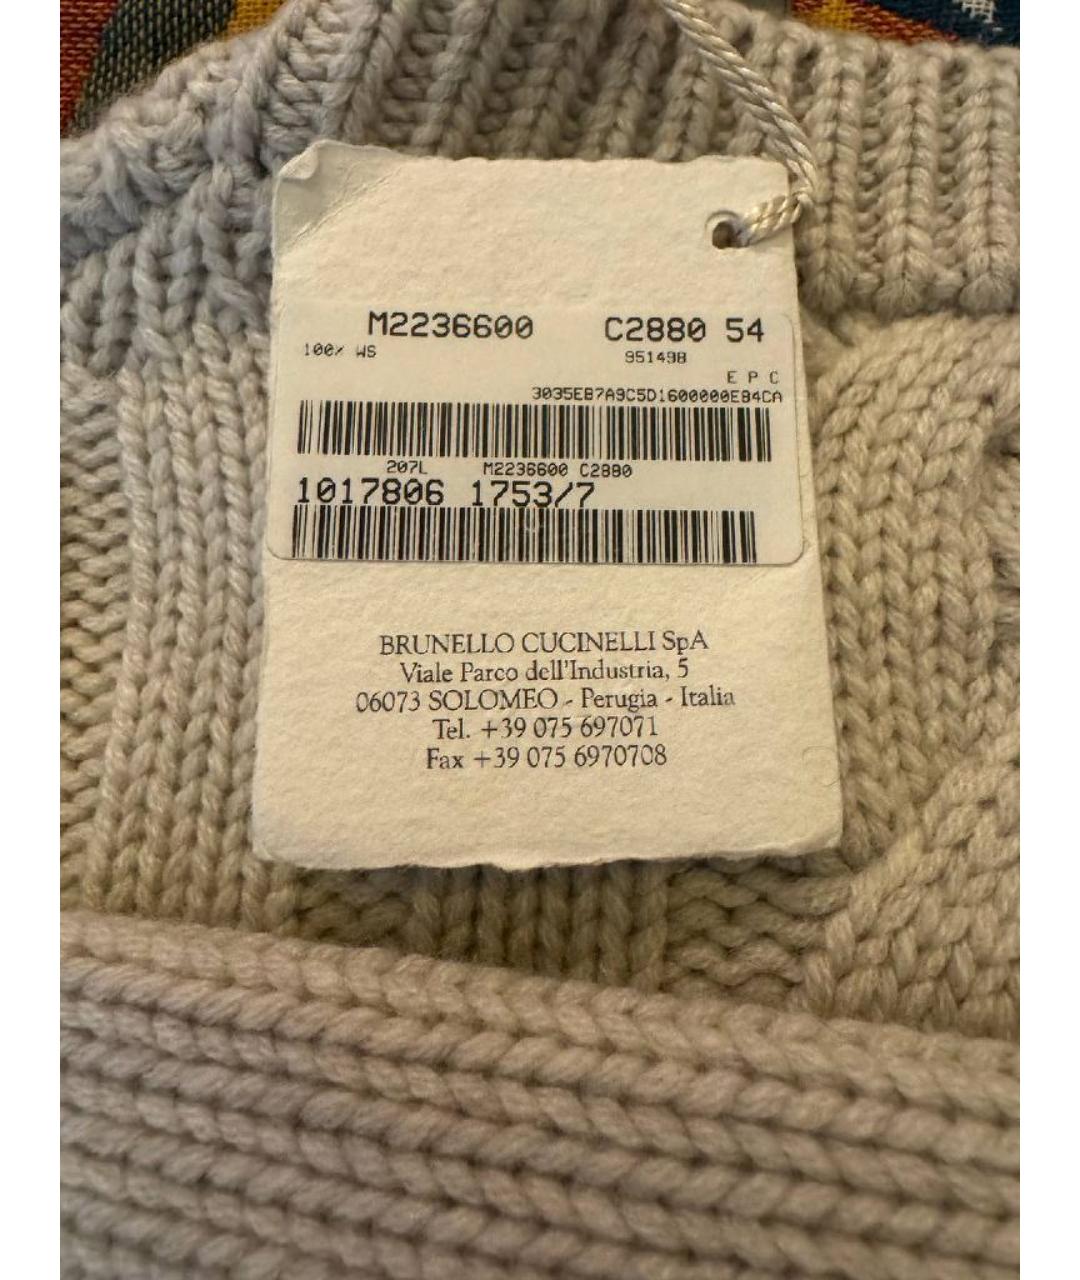 M2236600 C2880 54
100% WS 951498
E P C
3035EB7A9C5D1600000EB4CA
207L M2236600 C2880
1017806 1753/7
BRUNELLO CUCINELLI SpA
Viale Parco dell'Industria, 5
06073 SOLOMEO - Perugia - Italia
Tel. +39 075 697071
Fax +39 075 6970708